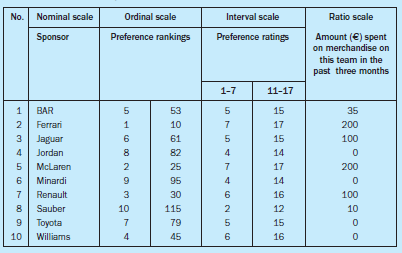 No. Nominal scale Ordinal scale Interval scale Ratio scale
Sponsor Preference rankings Preference ratings Amount (€) spent
on merchandise on
this team in the
past three months
1–7 11–17
1 BAR 5 53 5 15 35
2 Ferrari 1 10 7 17 200
3 Jaguar 6 61 5 15 100
4 Jordan 8 82 4 14 0
5 McLaren 2 25 7 17 200
6 Minardi 9 95 4 14 0
7 Renault 3 30 6 16 100
8 Sauber 10 115 2 12 10
9 Toyota 7 79 5 15 0
10 Williams 4 45 6 16 0